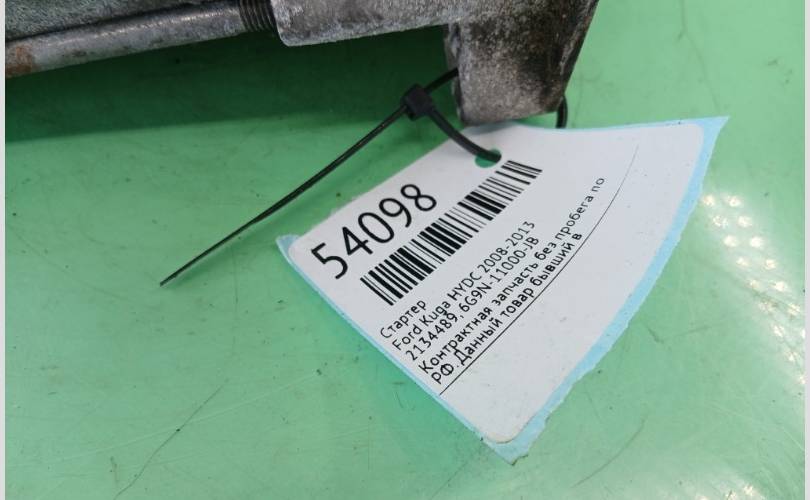 54098
Стартер
Ford Kuga HYDC 2008-2013
2134489, 6G9N-11000-JB
Контрактная запчасть без пробега по
РФ. Данный товар бывший в